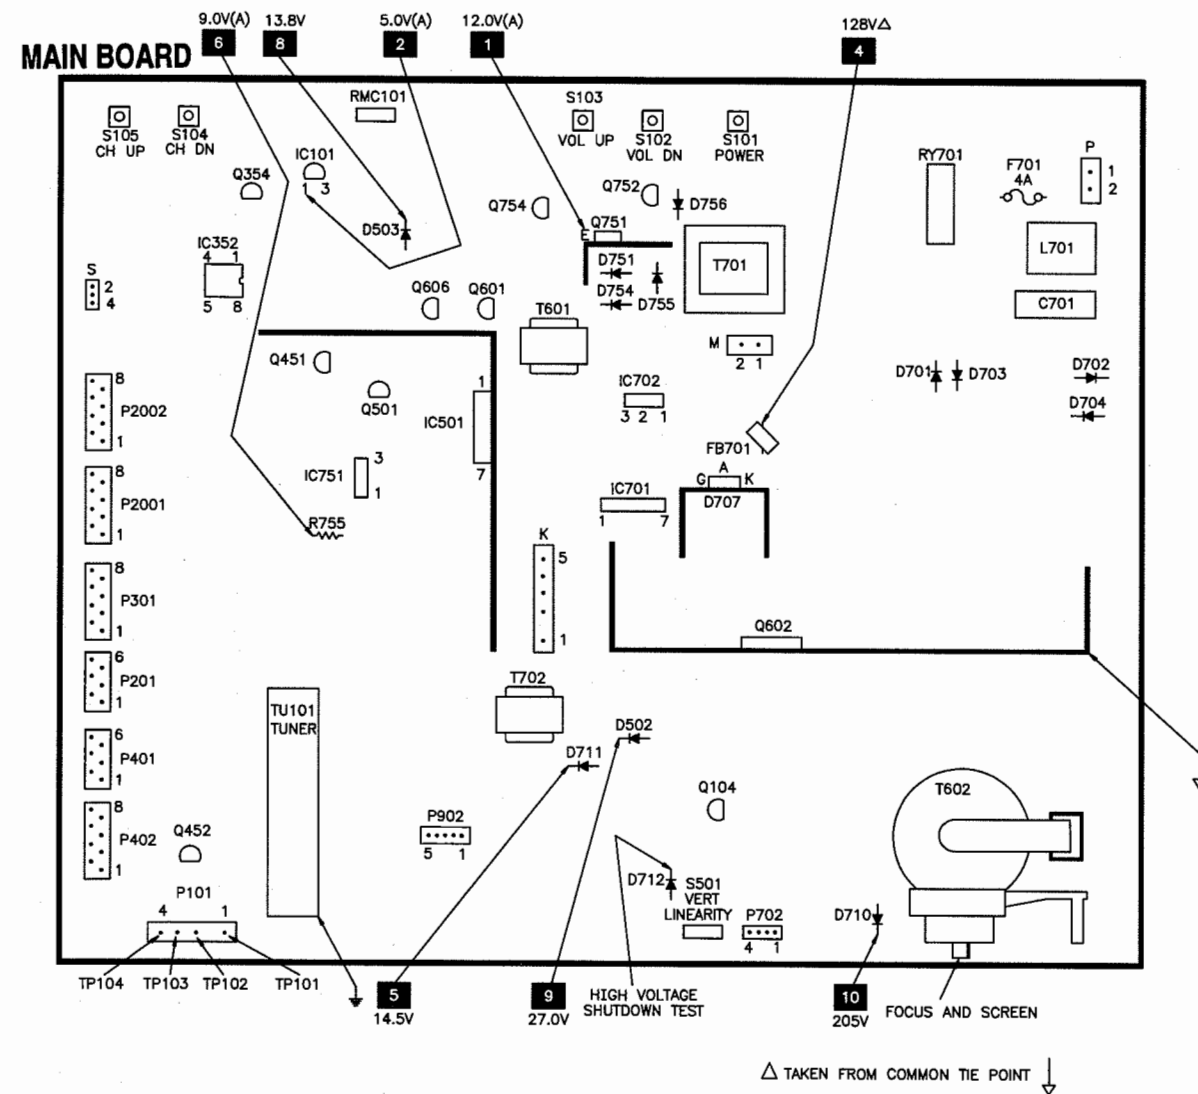 9.0V(A) 13.8V 5.0V(A) 12.0V(A) 128V△
6 8 2 1 4
MAIN BOARD
RMC101
S105
CH UP
S104
CH DN
S103
VOL UP
S102
VOL DN
S101
POWER
IC101
1 3
Q354
Q754
Q752
D756
RY701
F701
4A
P
1
2
D503
E
Q751
IC352
4 1
5 8
S
2
4
D751
D754
D755
T701
L701
C701
Q606
Q601
T601
M
2 1
Q451
Q501
IC501
1
7
IC702
3 2 1
D701
D703
D702
D704
8
P2002
1
FB701
IC751
3
1
A
G K
D707
IC701
1 7
8
P2001
1
R755
K
5
1
8
P301
1
Q602
6
P201
1
T702
TU101
TUNER
D502
D711
6
P401
1
Q104
T602
8
P402
1
Q452
P902
5 1
D712
S501
VERT
LINEARITY
P702
4 1
D710
P101
4 1
TP104 TP103 TP102 TP101
5
14.5V
9
27.0V
HIGH VOLTAGE
SHUTDOWN TEST
10
205V
FOCUS AND SCREEN
△ TAKEN FROM COMMON TIE POINT